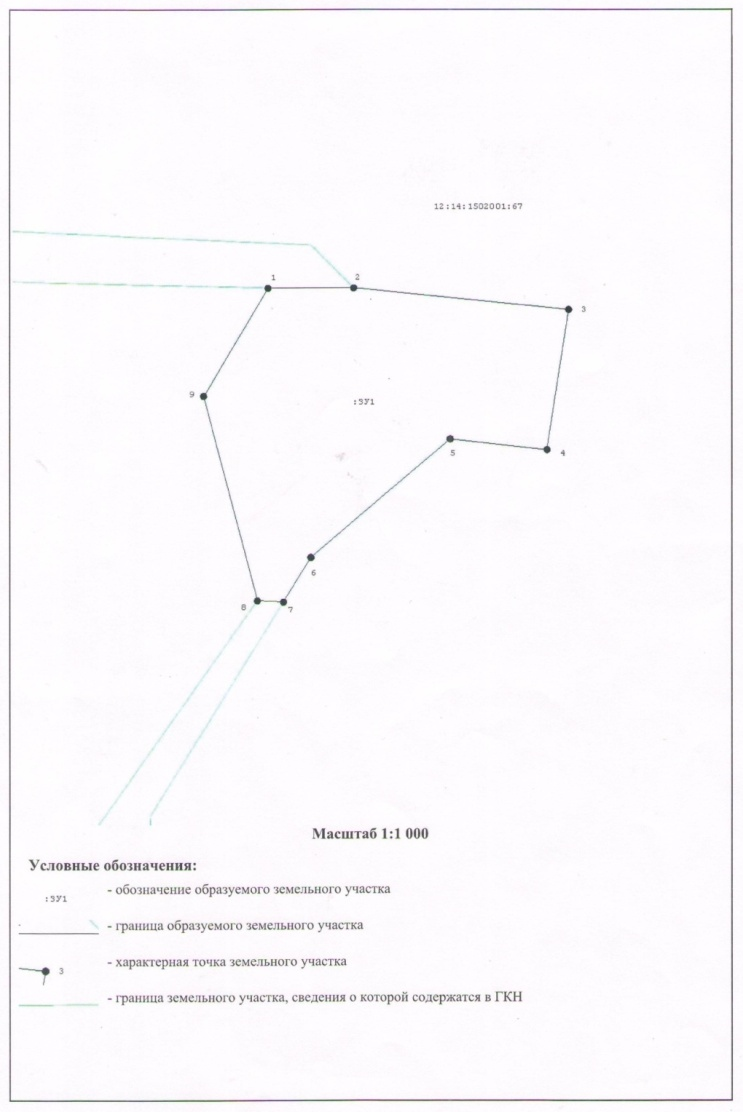 12:14:1502001:67
1
2
3
9
:ЗУ1
5
4
6
8
7
Масштаб 1:1 000
Условные обозначения:
:ЗУ1
- обозначение образуемого земельного участка
- граница образуемого земельного участка
3
- характерная точка земельного участка
- граница земельного участка, сведения о которой содержатся в ГКН